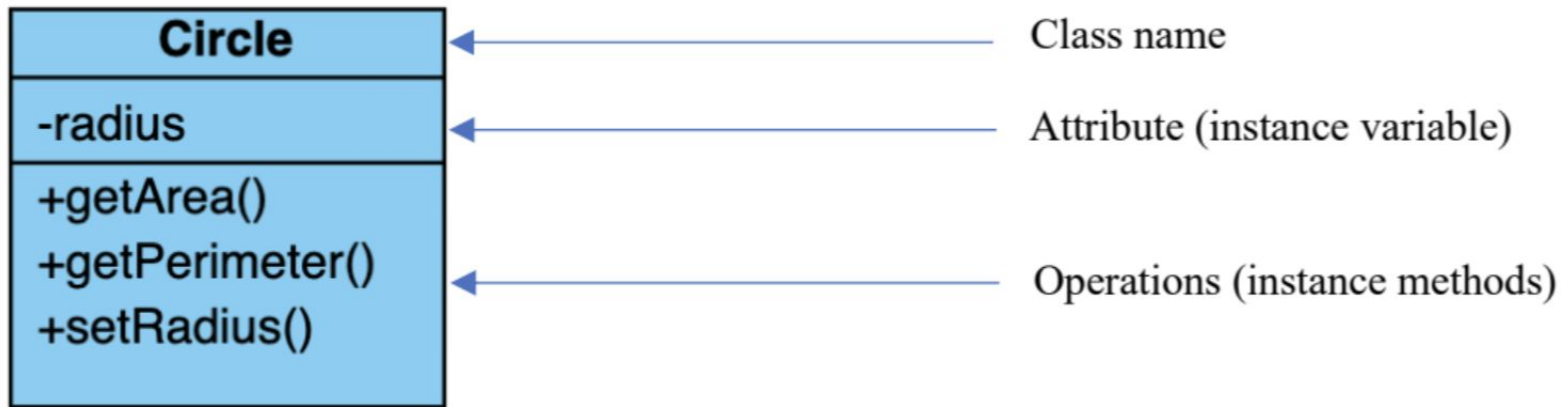 Circle
Class name
-radius
Attribute (instance variable)
+getArea()
+getPerimeter()
+setRadius()
Operations (instance methods)